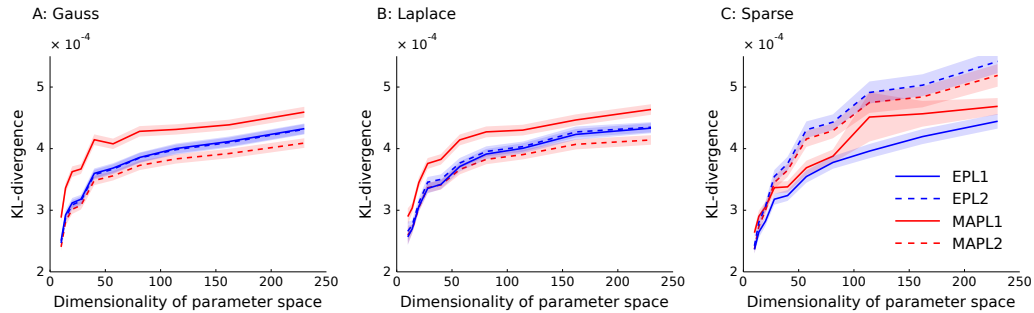 A: Gauss
× 10⁻⁴
KL-divergence
5
4
3
2
0 50 100 150 200 250
Dimensionality of parameter space
B: Laplace
× 10⁻⁴
KL-divergence
5
4
3
2
0 50 100 150 200 250
Dimensionality of parameter space
C: Sparse
× 10⁻⁴
KL-divergence
5
4
3
2
0 50 100 150 200 250
Dimensionality of parameter space
EPL1
EPL2
MAPL1
MAPL2